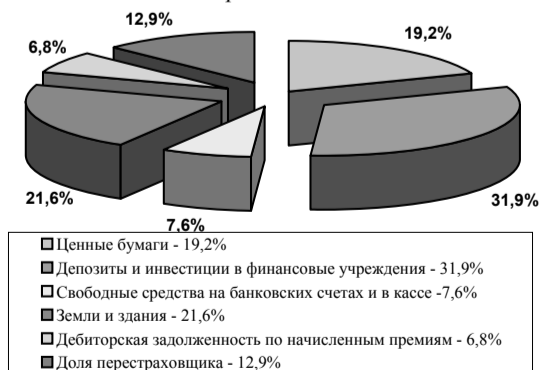 12,9%
19,2%
6,8%
21,6%
7,6%
31,9%
Ценные бумаги - 19,2%
Депозиты и инвестиции в финансовые учреждения - 31,9%
Свободные средства на банковских счетах и в кассе -7,6%
Земли и здания - 21,6%
Дебиторская задолженность по начисленным премиям - 6,8%
Доля перестраховщика - 12,9%